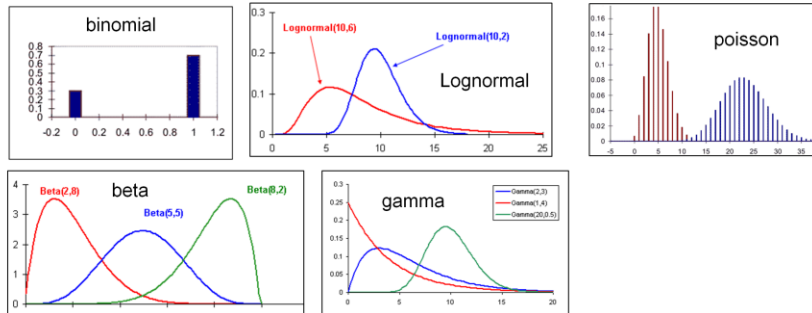 binomial
0.8
0.7
0.6
0.5
0.4
0.3
0.2
0.1
0
-0.2 0 0.2 0.4 0.6 0.8 1 1.2
0.3
0.2
0.1
0
0 5 10 15 20 25
Lognormal(10,6)
Lognormal(10,2)
Lognormal
poisson
0.16
0.14
0.12
0.1
0.08
0.06
0.04
0.02
0
-5 0 5 10 15 20 25 30 35
beta
4
3
2
1
0
Beta(2,8)
Beta(5,5)
Beta(8,2)
gamma
0.3
0.25
0.2
0.15
0.1
0.05
0
0 5 10 15 20
Gamma(2,3)
Gamma(1,4)
Gamma(20,0.5)